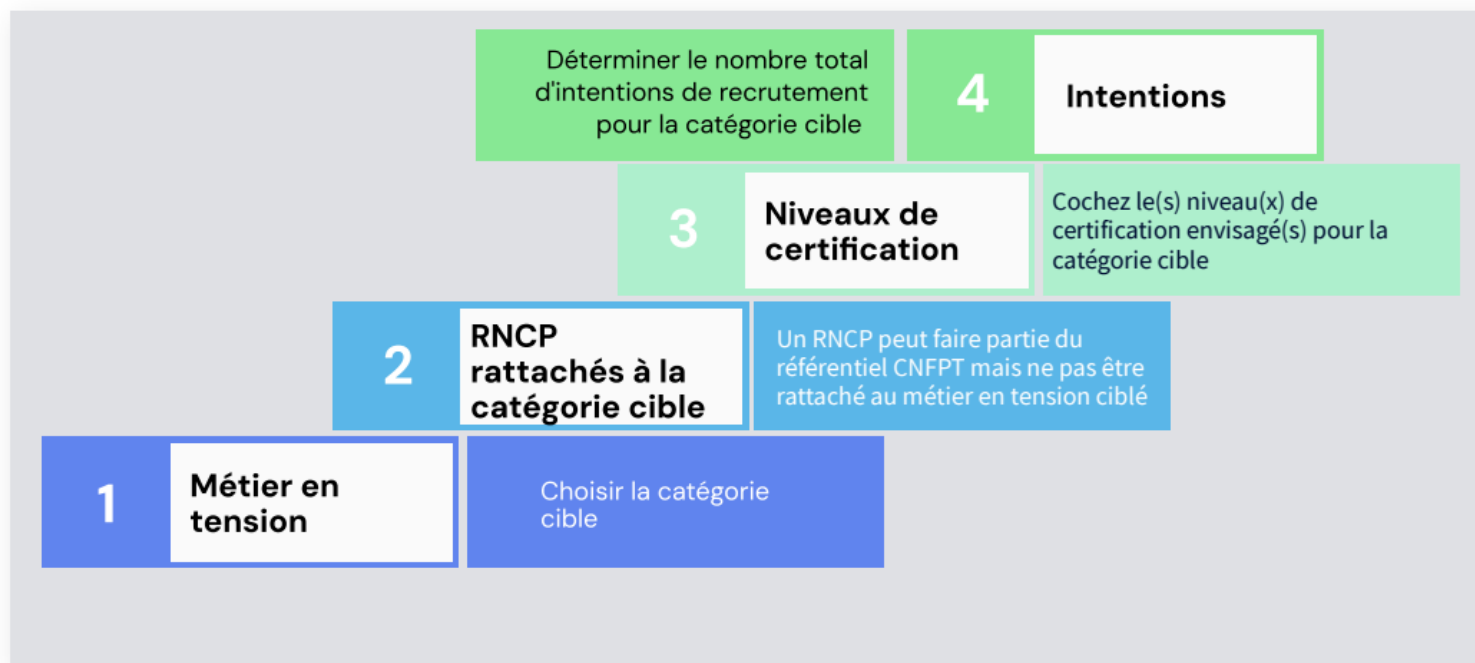 Déterminer le nombre total
d'intentions de recrutement
pour la catégorie cible
4
Intentions
3
Niveaux de
certification
Cochez le(s) niveau(x) de
certification envisagé(s) pour la
catégorie cible
2
RNCP
rattachés à la
catégorie cible
Un RNCP peut faire partie du
référentiel CNFPT mais ne pas être
rattaché au métier en tension ciblé
1
Métier en
tension
Choisir la catégorie
cible